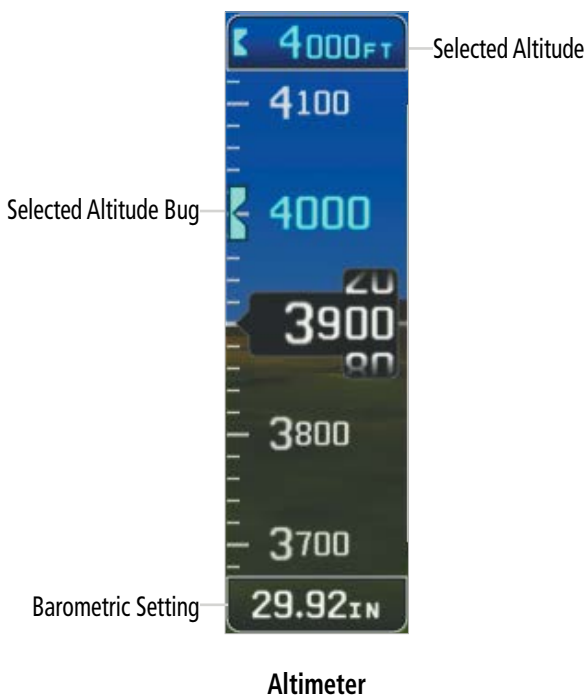 4000FT
Selected Altitude
4100
Selected Altitude Bug
4000
20
3900
80
3800
3700
Barometric Setting
29.92IN
Altimeter